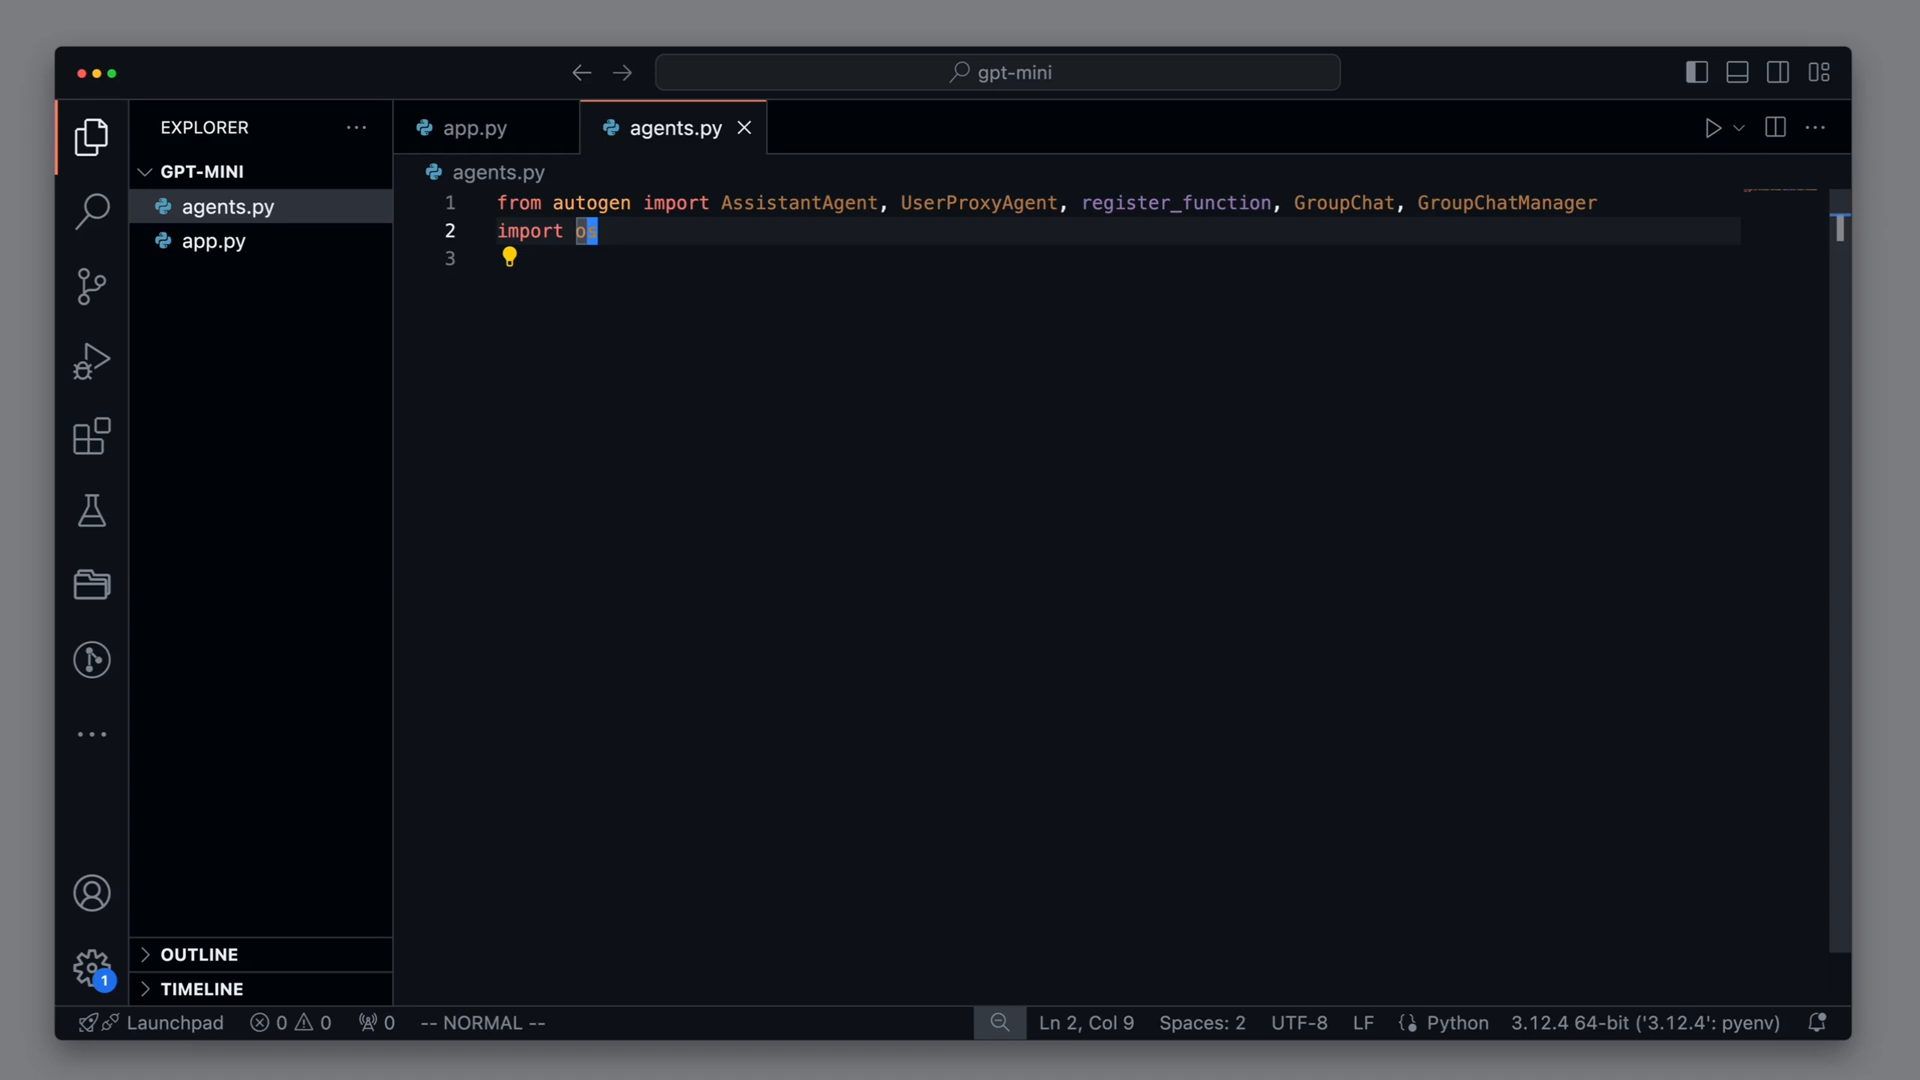 gpt-mini
EXPLORER
GPT-MINI
agents.py
app.py
OUTLINE
TIMELINE
app.py
agents.py
agents.py
1 from autogen import AssistantAgent, UserProxyAgent, register_function, GroupChat, GroupChatManager
2 import os
3
1
Launchpad 0 0 0 -- NORMAL -- Ln 2, Col 9 Spaces: 2 UTF-8 LF Python 3.12.4 64-bit ('3.12.4': pyenv)